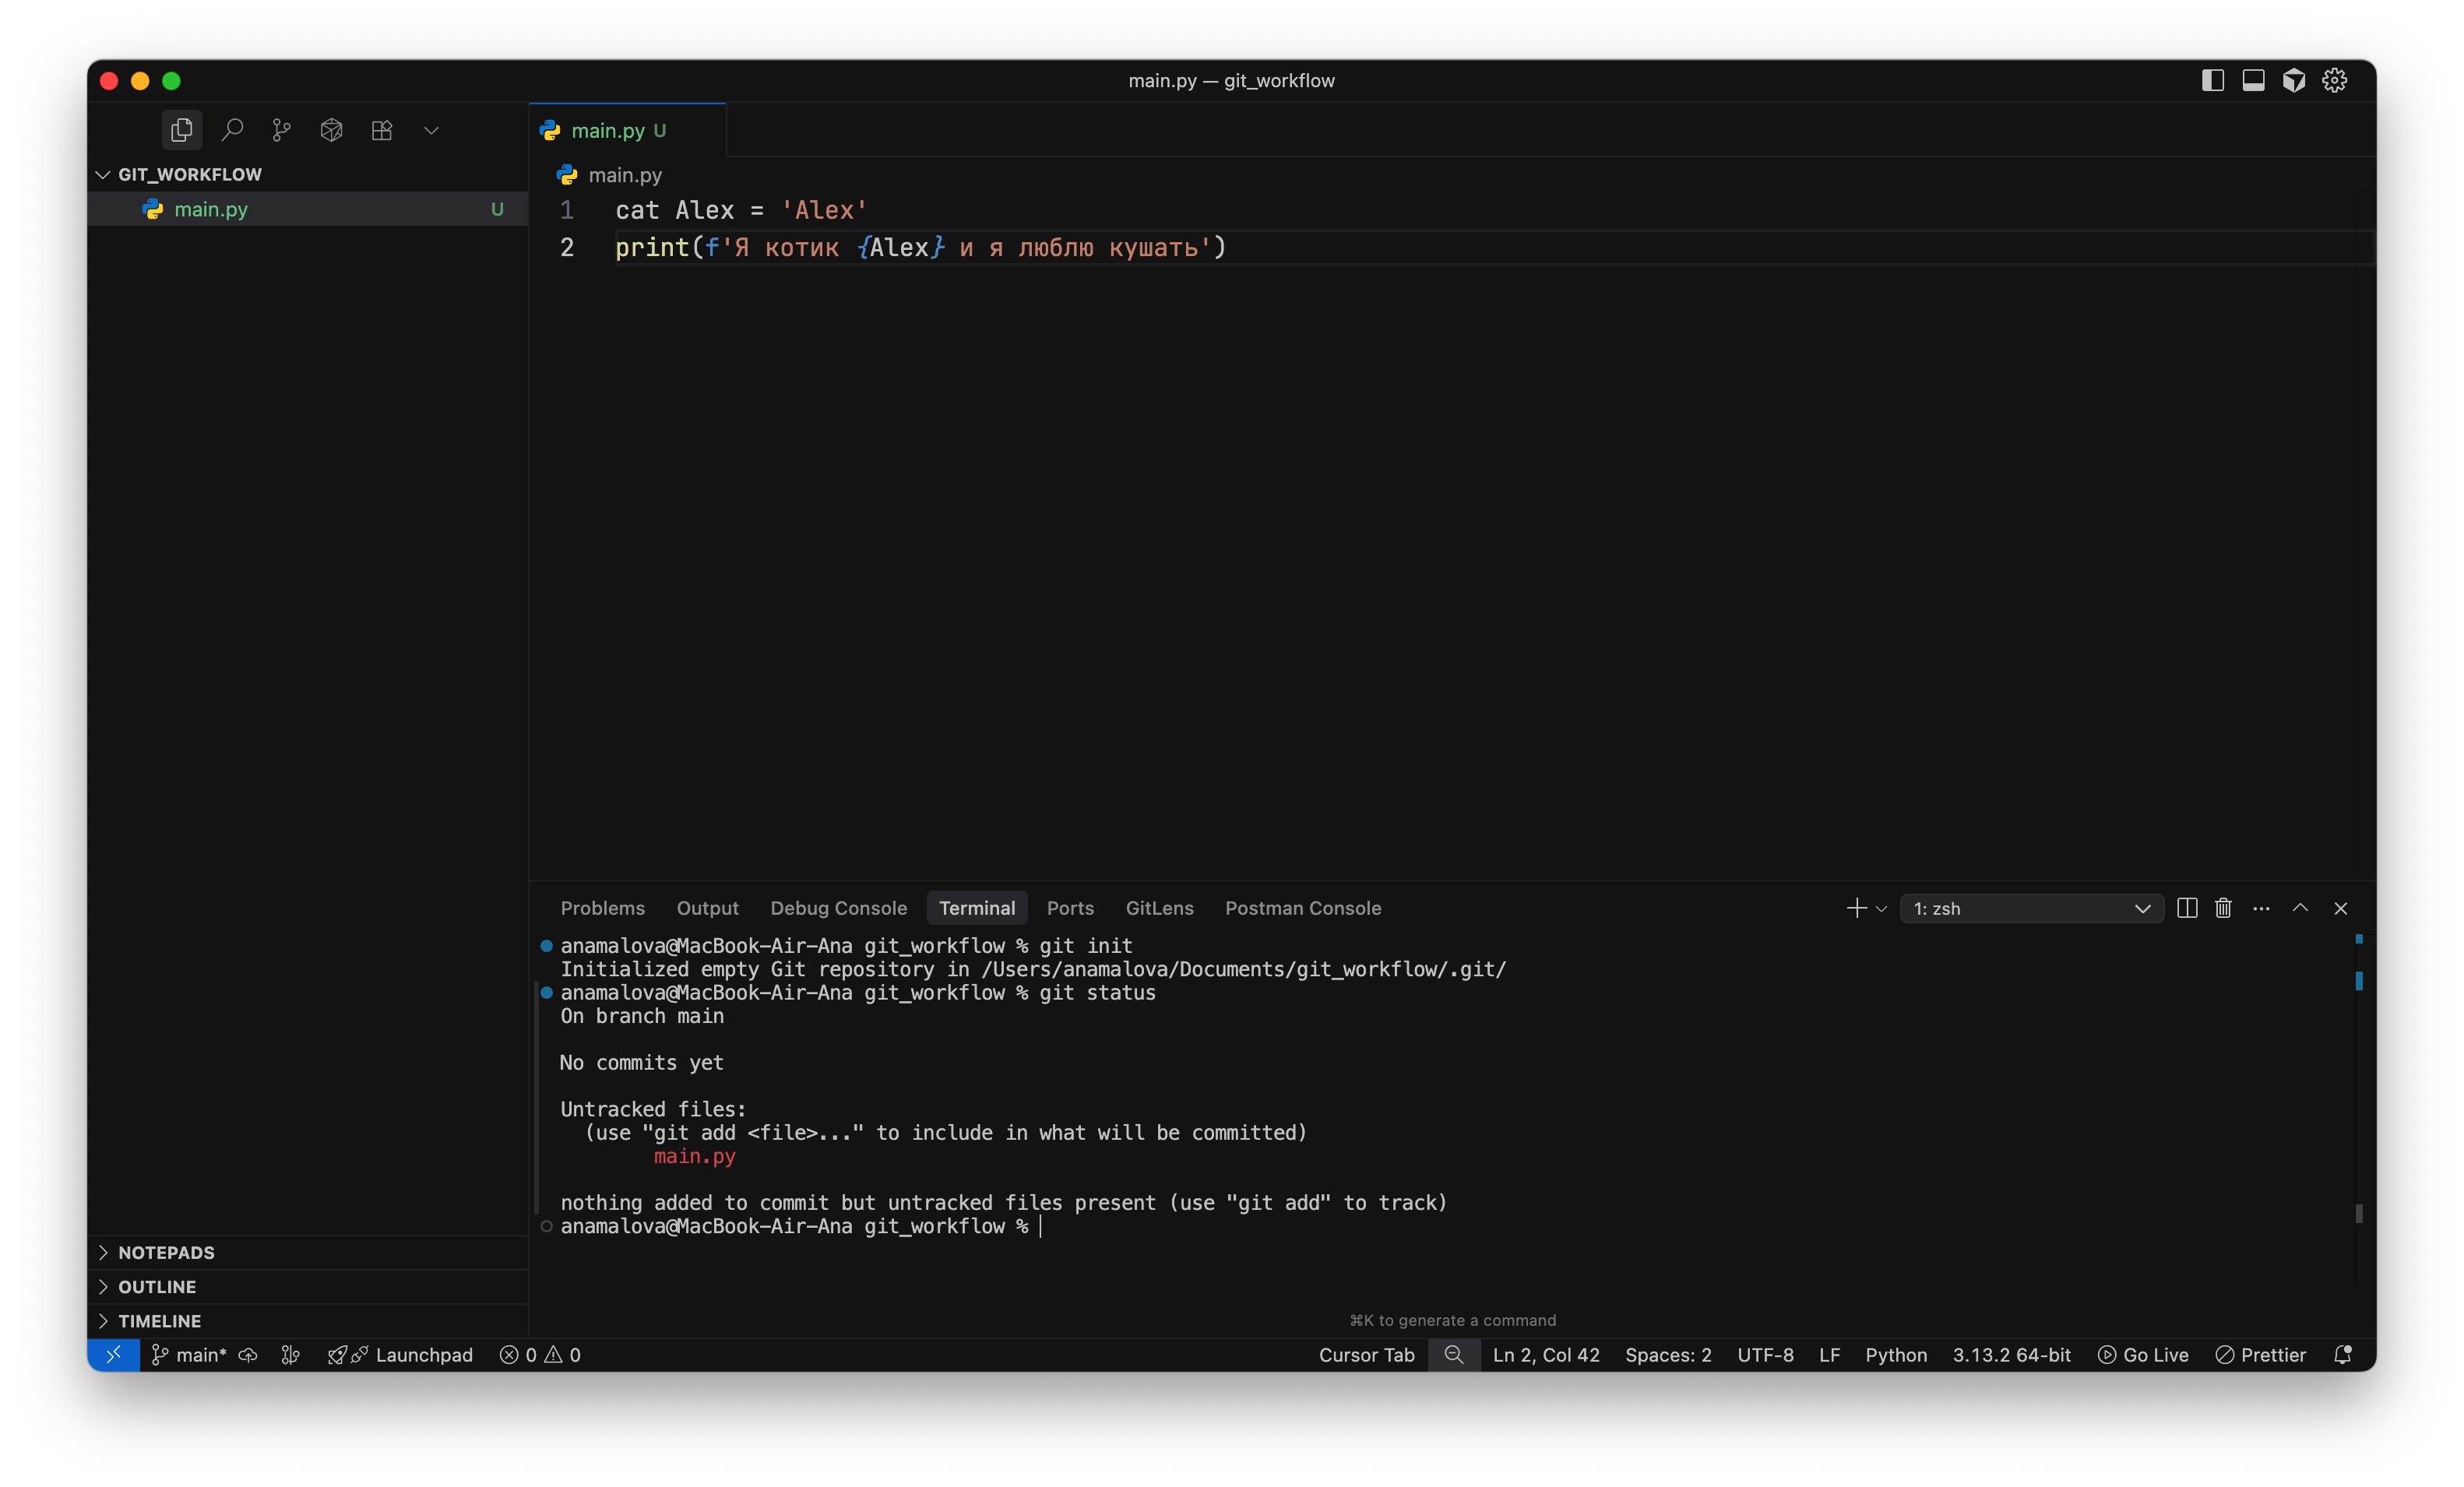 main.py — git_workflow
main.py U
GIT_WORKFLOW
main.py U
main.py
1 cat Alex = 'Alex'
2 print(f'Я котик {Alex} и я люблю кушать')
Problems Output Debug Console Terminal Ports GitLens Postman Console 1: zsh
anamalova@MacBook-Air-Ana git_workflow % git init
Initialized empty Git repository in /Users/anamalova/Documents/git_workflow/.git/
anamalova@MacBook-Air-Ana git_workflow % git status
On branch main
No commits yet
Untracked files:
(use "git add <file>..." to include in what will be committed)
main.py
nothing added to commit but untracked files present (use "git add" to track)
anamalova@MacBook-Air-Ana git_workflow %
NOTEPADS
OUTLINE
TIMELINE
⌘K to generate a command
main* Launchpad 0 0 Cursor Tab Ln 2, Col 42 Spaces: 2 UTF-8 LF Python 3.13.2 64-bit Go Live Prettier